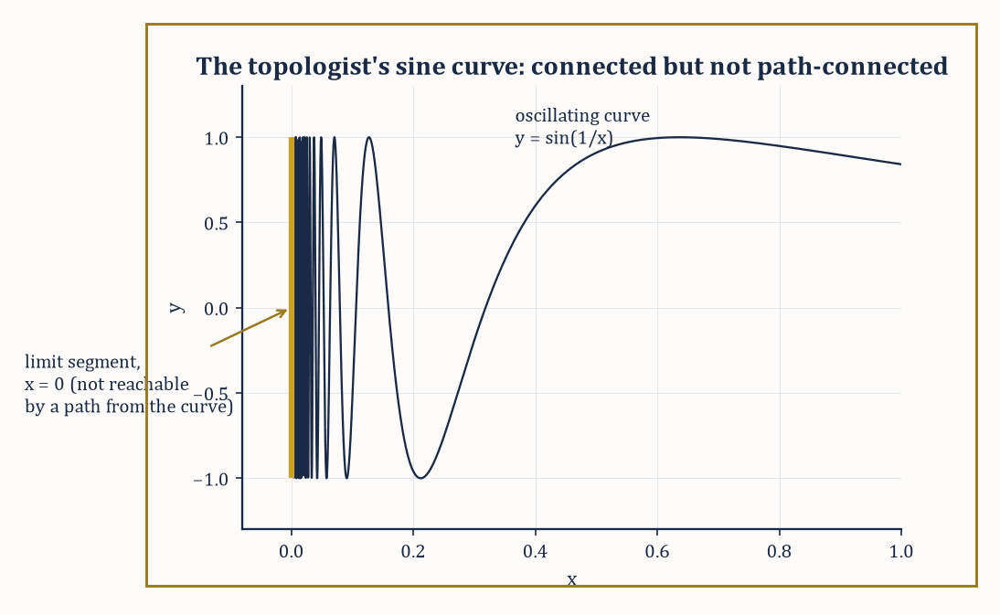 The topologist's sine curve: connected but not path-connected
oscillating curve
y = sin(1/x)
1.0
0.5
0.0
−0.5
−1.0
y
limit segment,
x = 0 (not reachable
by a path from the curve)
0.0 0.2 0.4 0.6 0.8 1.0
x